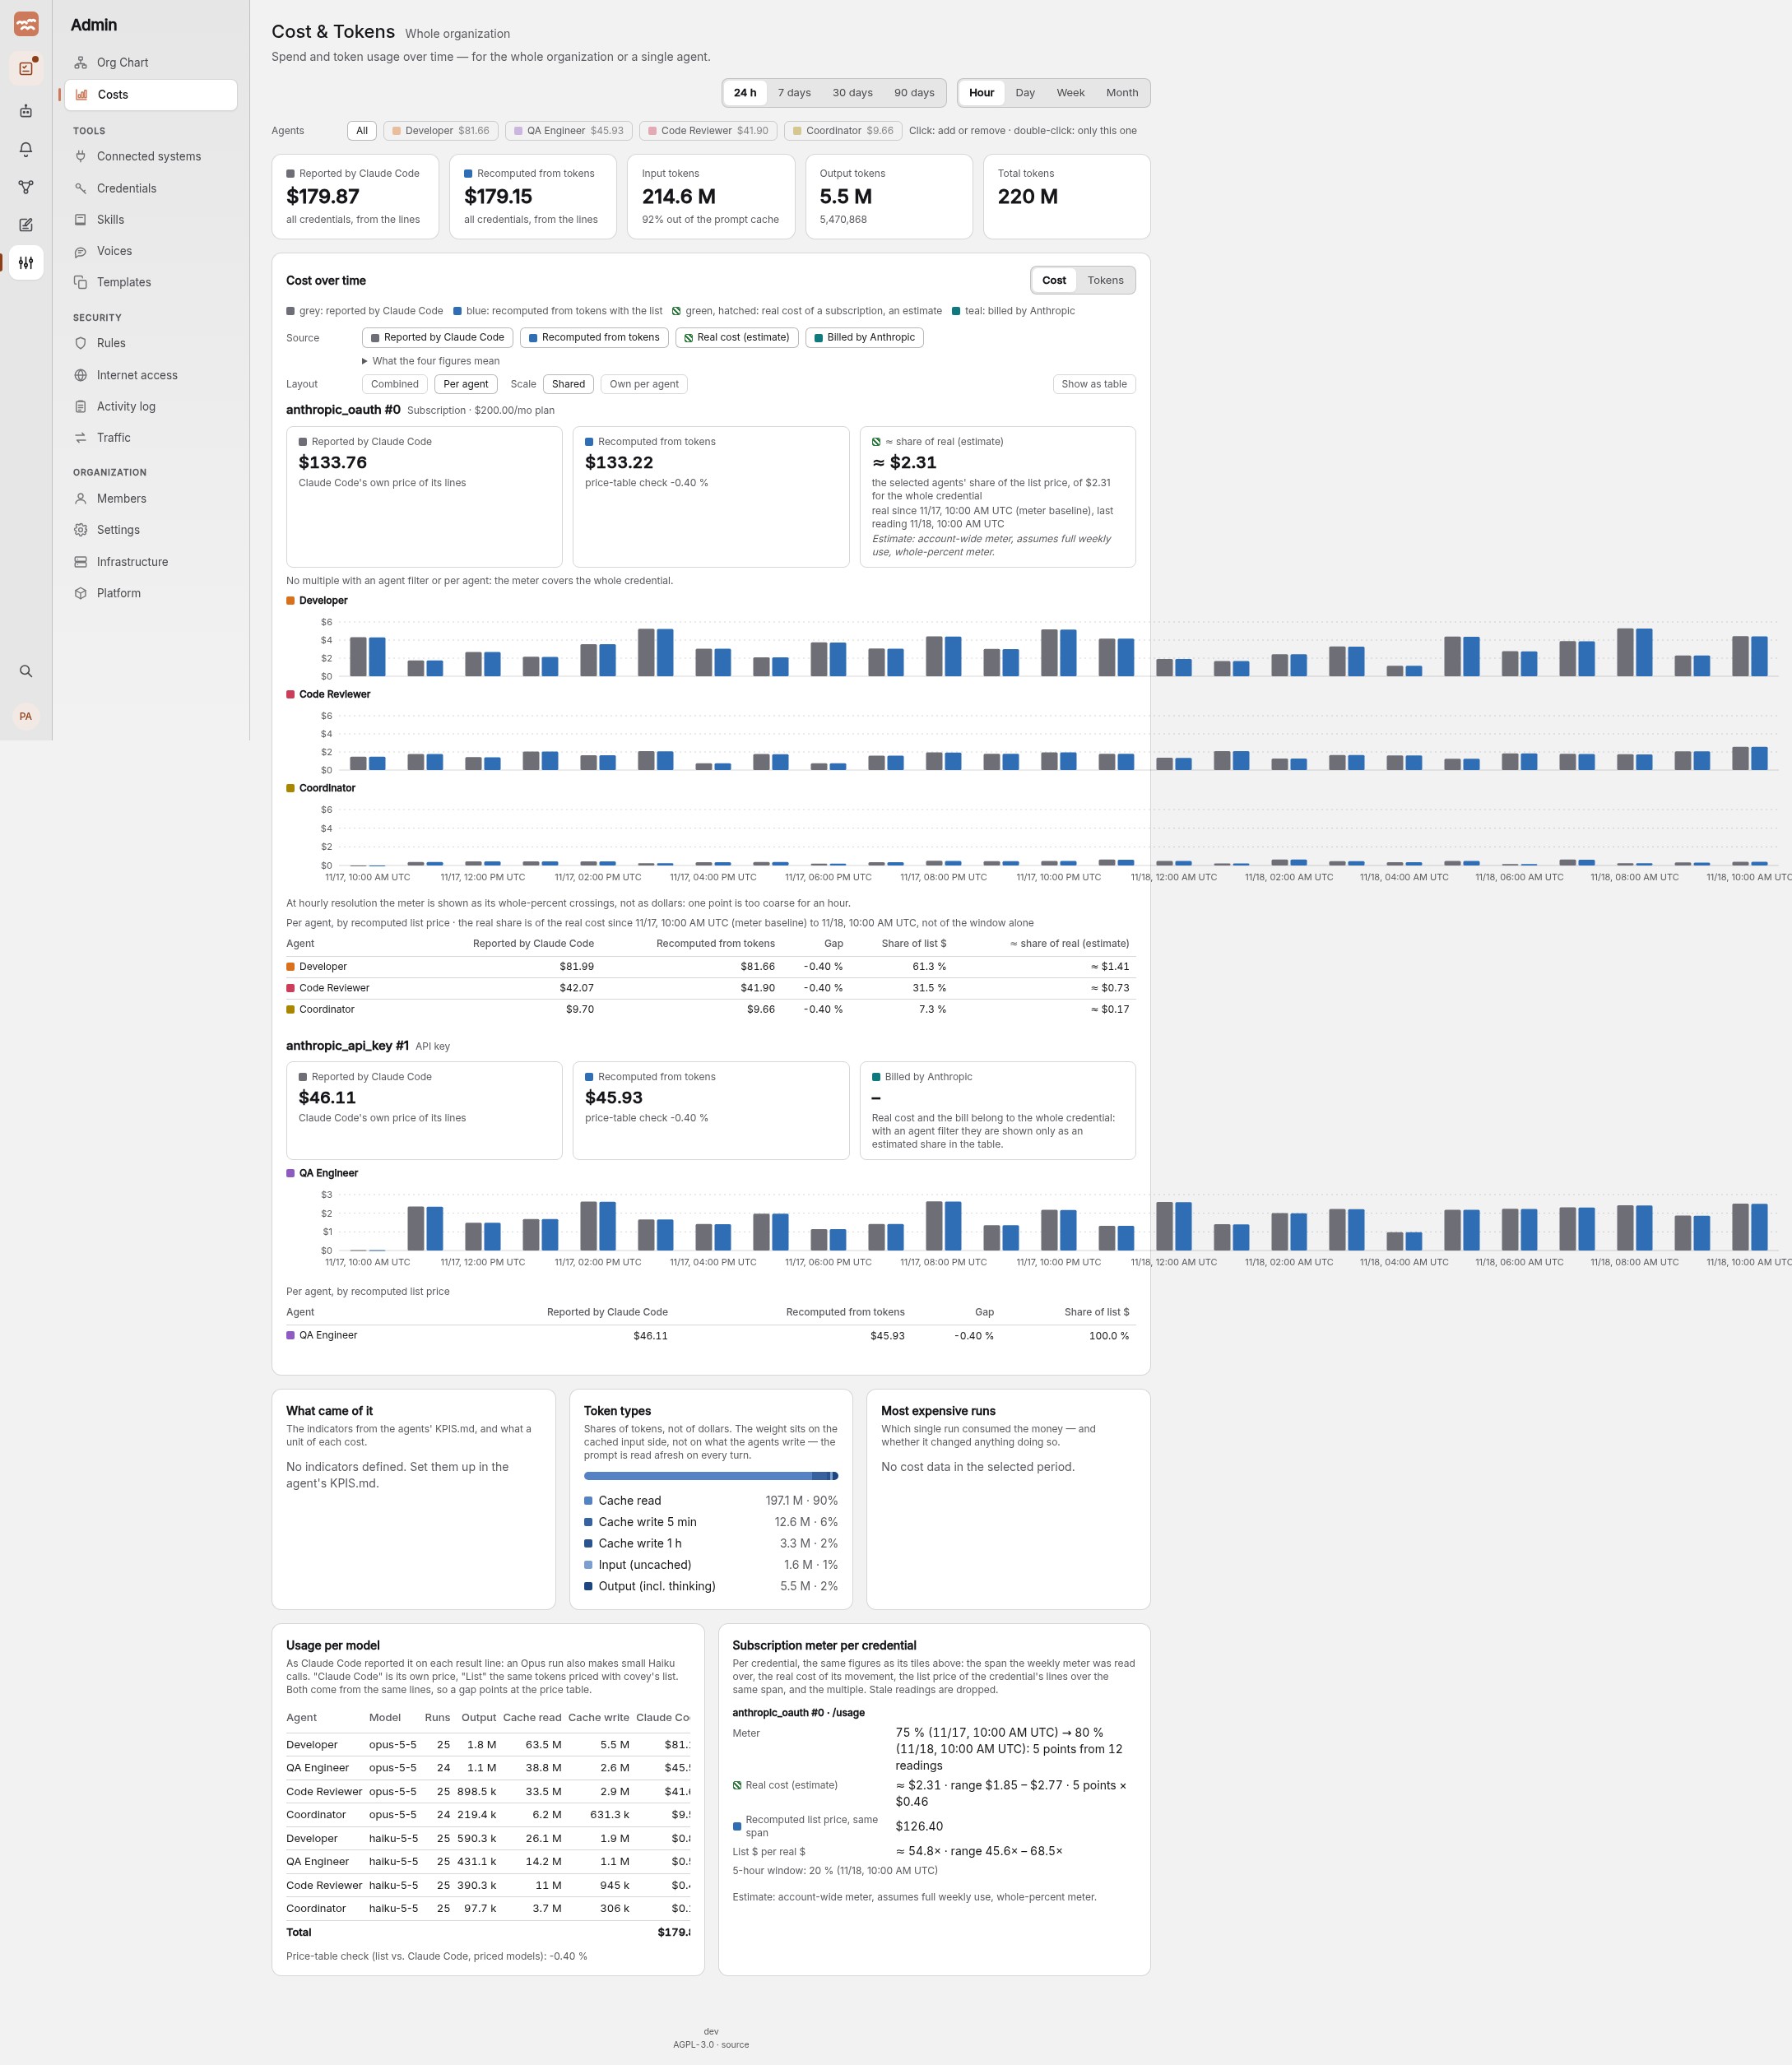 Admin
Org Chart
Costs
TOOLS
Connected systems
Credentials
Skills
Voices
Templates
SECURITY
Rules
Internet access
Activity log
Traffic
ORGANIZATION
Members
Settings
Infrastructure
Platform
PA
Cost & Tokens Whole organization
Spend and token usage over time — for the whole organization or a single agent.
24 h 7 days 30 days 90 days Hour Day Week Month
Agents All Developer $81.66 QA Engineer $45.93 Code Reviewer $41.90 Coordinator $9.66 Click: add or remove · double-click: only this one
Reported by Claude Code
$179.87
all credentials, from the lines
Recomputed from tokens
$179.15
all credentials, from the lines
Input tokens
214.6 M
92% out of the prompt cache
Output tokens
5.5 M
5,470,868
Total tokens
220 M
Cost over time Cost Tokens
grey: reported by Claude Code blue: recomputed from tokens with the list green, hatched: real cost of a subscription, an estimate teal: billed by Anthropic
Source Reported by Claude Code Recomputed from tokens Real cost (estimate) Billed by Anthropic
▶ What the four figures mean
Layout Combined Per agent Scale Shared Own per agent Show as table
anthropic_oauth #0 Subscription · $200.00/mo plan
Reported by Claude Code
$133.76
Claude Code's own price of its lines
Recomputed from tokens
$133.22
price-table check -0.40 %
≈ share of real (estimate)
≈ $2.31
the selected agents' share of the list price, of $2.31
for the whole credential
real since 11/17, 10:00 AM UTC (meter baseline), last
reading 11/18, 10:00 AM UTC
Estimate: account-wide meter, assumes full weekly
use, whole-percent meter.
No multiple with an agent filter or per agent: the meter covers the whole credential.
Developer
$6
$4
$2
$0
Code Reviewer
$6
$4
$2
$0
Coordinator
$6
$4
$2
$0
11/17, 10:00 AM UTC 11/17, 12:00 PM UTC 11/17, 02:00 PM UTC 11/17, 04:00 PM UTC 11/17, 06:00 PM UTC 11/17, 08:00 PM UTC 11/17, 10:00 PM UTC 11/18, 12:00 AM UTC 11/18, 02:00 AM UTC 11/18, 04:00 AM UTC 11/18, 06:00 AM UTC 11/18, 08:00 AM UTC 11/18, 10:00 AM UTC
At hourly resolution the meter is shown as its whole-percent crossings, not as dollars: one point is too coarse for an hour.
Per agent, by recomputed list price · the real share is of the real cost since 11/17, 10:00 AM UTC (meter baseline) to 11/18, 10:00 AM UTC, not of the window alone
Agent Reported by Claude Code Recomputed from tokens Gap Share of list $ ≈ share of real (estimate)
Developer $81.99 $81.66 -0.40 % 61.3 % ≈ $1.41
Code Reviewer $42.07 $41.90 -0.40 % 31.5 % ≈ $0.73
Coordinator $9.70 $9.66 -0.40 % 7.3 % ≈ $0.17
anthropic_api_key #1 API key
Reported by Claude Code
$46.11
Claude Code's own price of its lines
Recomputed from tokens
$45.93
price-table check -0.40 %
Billed by Anthropic
–
Real cost and the bill belong to the whole credential:
with an agent filter they are shown only as an
estimated share in the table.
QA Engineer
$3
$2
$1
$0
11/17, 10:00 AM UTC 11/17, 12:00 PM UTC 11/17, 02:00 PM UTC 11/17, 04:00 PM UTC 11/17, 06:00 PM UTC 11/17, 08:00 PM UTC 11/17, 10:00 PM UTC 11/18, 12:00 AM UTC 11/18, 02:00 AM UTC 11/18, 04:00 AM UTC 11/18, 06:00 AM UTC 11/18, 08:00 AM UTC 11/18, 10:00 AM UTC
Per agent, by recomputed list price
Agent Reported by Claude Code Recomputed from tokens Gap Share of list $
QA Engineer $46.11 $45.93 -0.40 % 100.0 %
What came of it
The indicators from the agents' KPIS.md, and what a
unit of each cost.
No indicators defined. Set them up in the
agent's KPIS.md.
Token types
Shares of tokens, not of dollars. The weight sits on the
cached input side, not on what the agents write — the
prompt is read afresh on every turn.
Cache read 197.1 M · 90%
Cache write 5 min 12.6 M · 6%
Cache write 1 h 3.3 M · 2%
Input (uncached) 1.6 M · 1%
Output (incl. thinking) 5.5 M · 2%
Most expensive runs
Which single run consumed the money — and
whether it changed anything doing so.
No cost data in the selected period.
Usage per model
As Claude Code reported it on each result line: an Opus run also makes small Haiku
calls. "Claude Code" is its own price, "List" the same tokens priced with covey's list.
Both come from the same lines, so a gap points at the price table.
Agent Model Runs Output Cache read Cache write Claude
Developer opus-5-5 25 1.8 M 63.5 M 5.5 M $81.
QA Engineer opus-5-5 24 1.1 M 38.8 M 2.6 M $45.
Code Reviewer opus-5-5 25 898.5 k 33.5 M 2.9 M $41.
Coordinator opus-5-5 24 219.4 k 6.2 M 631.3 k $9.
Developer haiku-5-5 25 590.3 k 26.1 M 1.9 M $0.
QA Engineer haiku-5-5 25 431.1 k 14.2 M 1.1 M $0.
Code Reviewer haiku-5-5 25 390.3 k 11 M 945 k $0.
Coordinator haiku-5-5 25 97.7 k 3.7 M 306 k $0.
Total $179.
Price-table check (list vs. Claude Code, priced models): -0.40 %
Subscription meter per credential
Per credential, the same figures as its tiles above: the span the weekly meter was read
over, the real cost of its movement, the list price of the credential's lines over the
same span, and the multiple. Stale readings are dropped.
anthropic_oauth #0 · /usage
Meter 75 % (11/17, 10:00 AM UTC) → 80 %
(11/18, 10:00 AM UTC): 5 points from 12
readings
Real cost (estimate) ≈ $2.31 · range $1.85 – $2.77 · 5 points ×
$0.46
Recomputed list price, same
span
$126.40
List $ per real $ ≈ 54.8× · range 45.6× – 68.5×
5-hour window: 20 % (11/18, 10:00 AM UTC)
Estimate: account-wide meter, assumes full weekly use, whole-percent meter.
dev
AGPL-3.0 · source